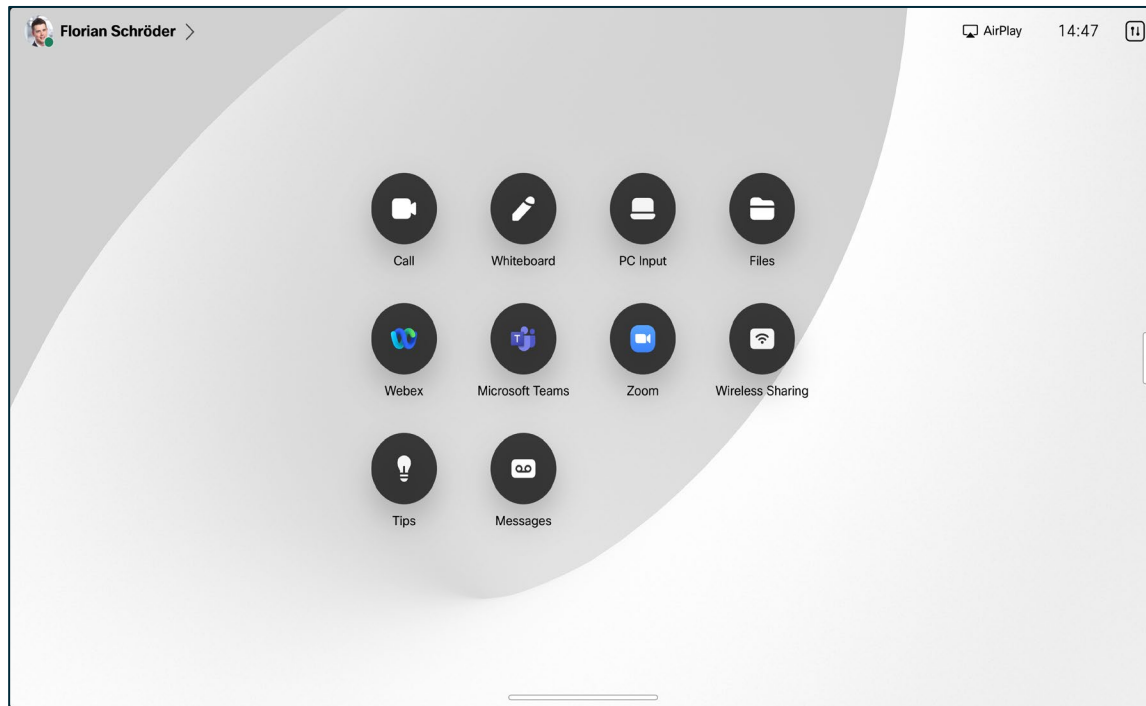 Florian Schröder
AirPlay
14:47
Call
Whiteboard
PC Input
Files
Webex
Microsoft Teams
Zoom
Wireless Sharing
Tips
Messages